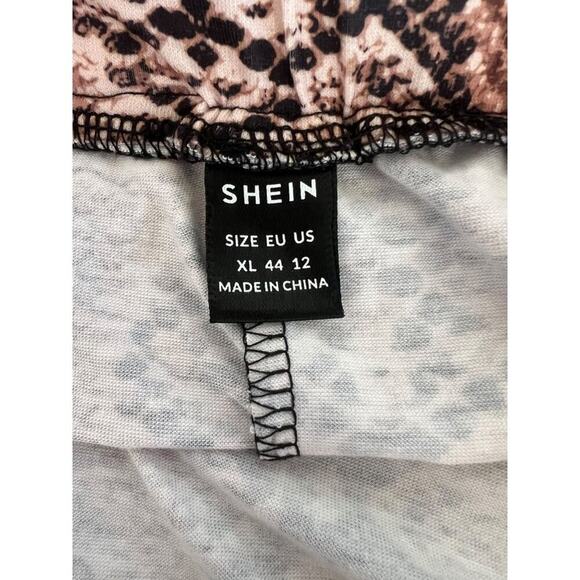 SHEIN
SIZE EU US
XL 44 12
MADE IN CHINA